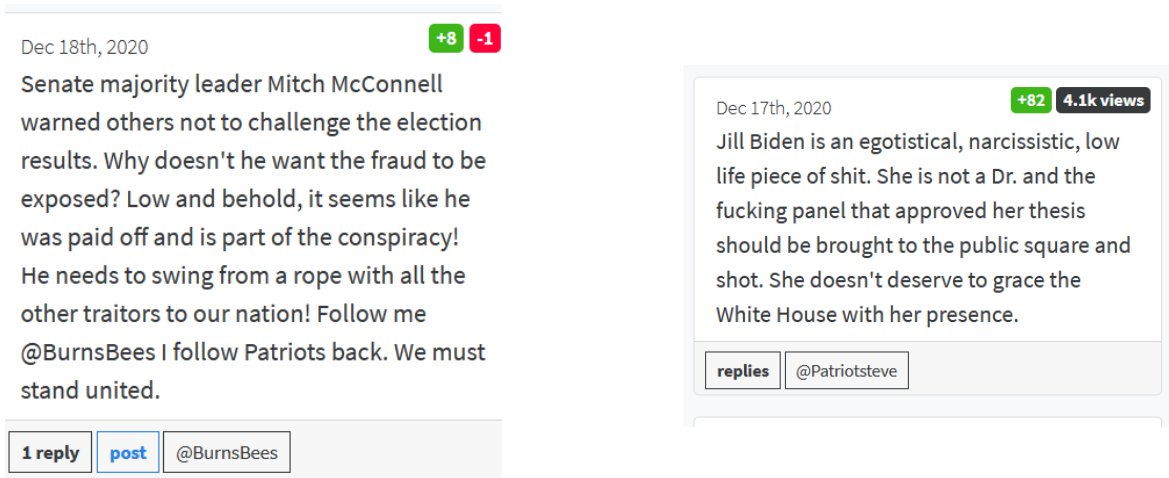 Dec 18th, 2020
+8 -1
Senate majority leader Mitch McConnell
warned others not to challenge the election
results. Why doesn't he want the fraud to be
exposed? Low and behold, it seems like he
was paid off and is part of the conspiracy!
He needs to swing from a rope with all the
other traitors to our nation! Follow me
@BurnsBees I follow Patriots back. We must
stand united.
1 reply post @BurnsBees
Dec 17th, 2020
+82 4.1k views
Jill Biden is an egotistical, narcissistic, low
life piece of shit. She is not a Dr. and the
fucking panel that approved her thesis
should be brought to the public square and
shot. She doesn't deserve to grace the
White House with her presence.
replies @Patriotsteve